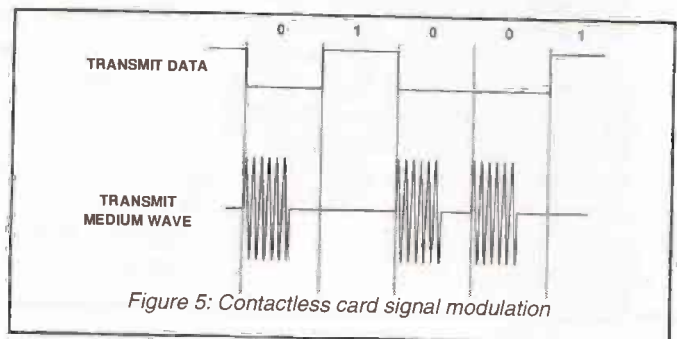 0 1 0 0 1
TRANSMIT DATA
TRANSMIT
MEDIUM WAVE
Figure 5: Contactless card signal modulation